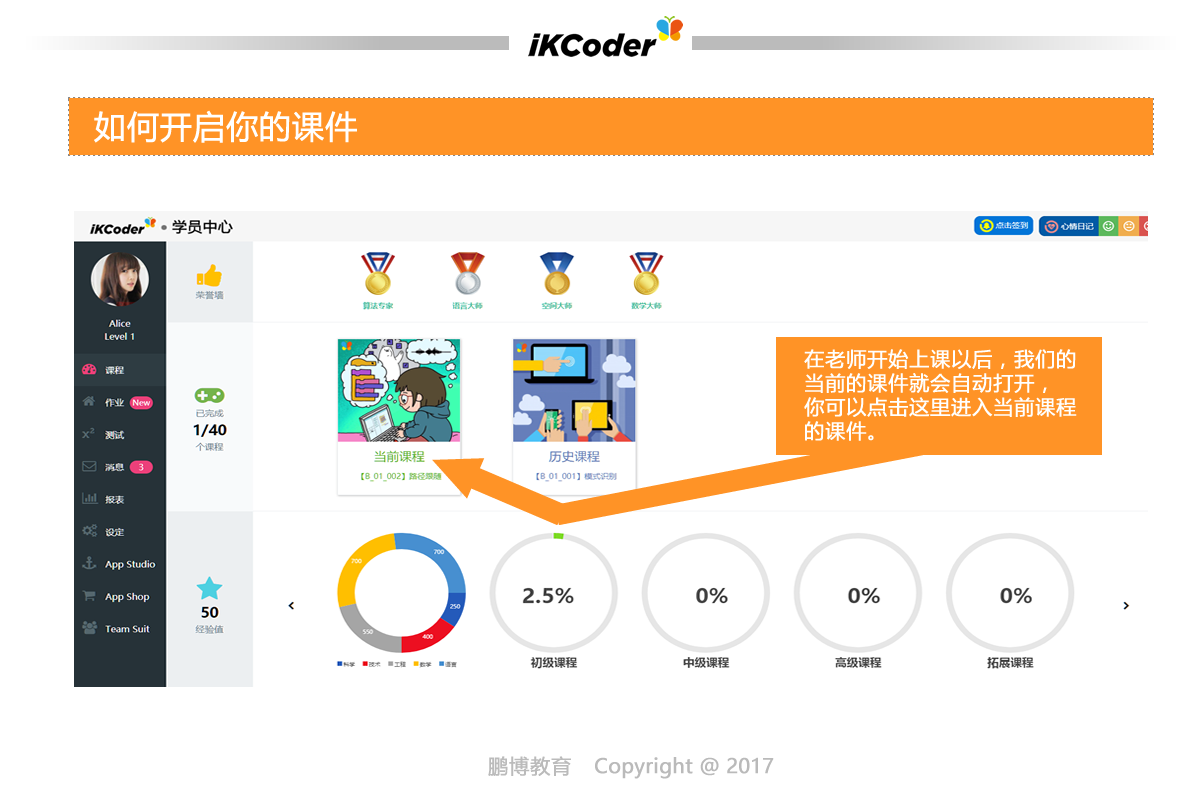 iKCoder
如何开启你的课件
iKCoder • 学员中心
点击签到
心情日记
Alice
Level 1
课程
作业 New
测试
消息 3
报表
设定
App Studio
App Shop
Team Suit
荣誉墙
已完成
1/40
个课程
50
经验值
算法专家
语言大师
空间大师
数学大师
当前课程
【B_01_002】路径跟随
历史课程
【B_01_001】模式识别
在老师开始上课以后，我们的
当前的课件就会自动打开，
你可以点击这里进入当前课程
的课件。
700
700
250
400
550
科学 技术 工程 数学 语言
2.5%
初级课程
0%
中级课程
0%
高级课程
0%
拓展课程
鹏博教育 Copyright @ 2017